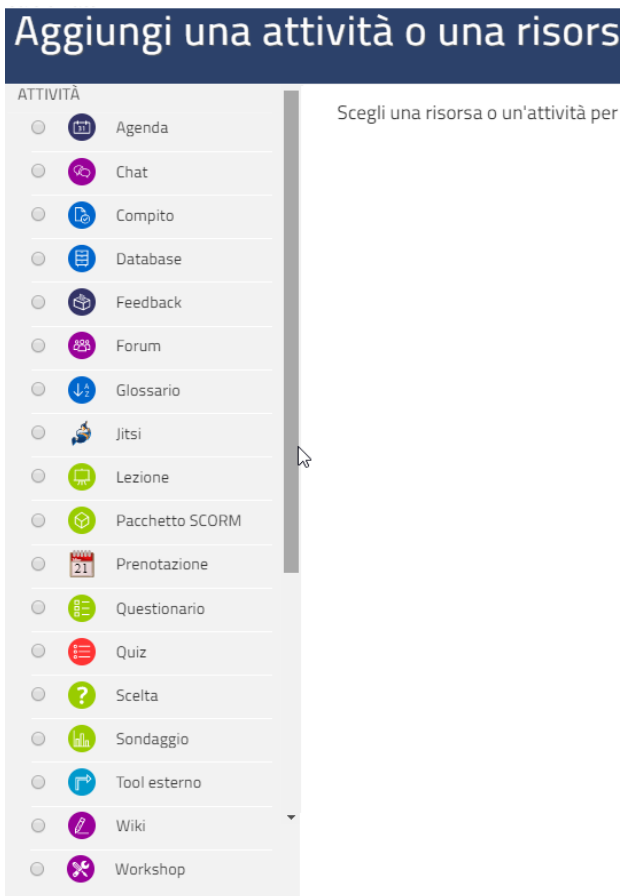 Aggiungi una attività o una risors
ATTIVITÀ
Scegli una risorsa o un'attività per
Agenda
Chat
Compito
Database
Feedback
Forum
Glossario
Jitsi
Lezione
Pacchetto SCORM
21
Prenotazione
Questionario
Quiz
Scelta
Sondaggio
Tool esterno
Wiki
Workshop